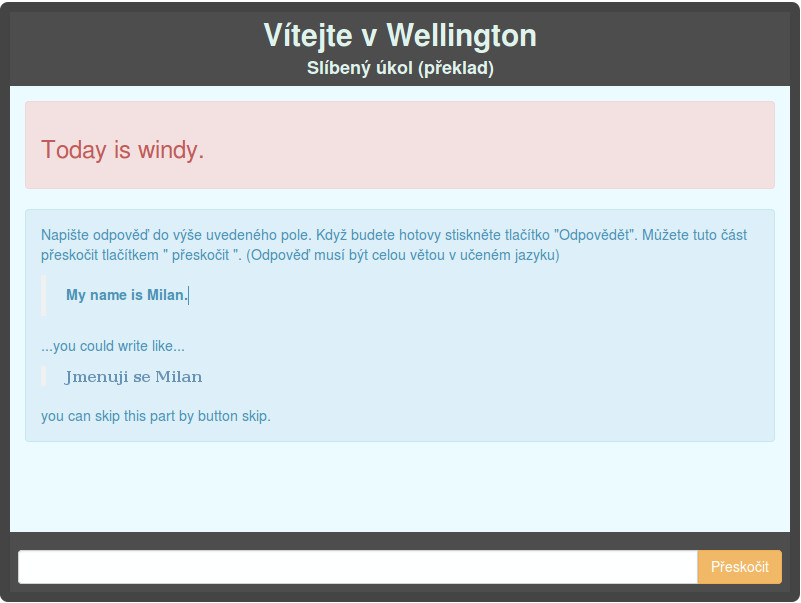 Vítejte v Wellington
Slíbený úkol (překlad)
Today is windy.
Napište odpověď do výše uvedeného pole. Když budete hotovy stiskněte tlačítko "Odpovědět". Můžete tuto část
přeskočit tlačítkem " přeskočit ". (Odpověď musí být celou větou v učeném jazyku)
My name is Milan.
...you could write like...
Jmenuji se Milan
you can skip this part by button skip.
Přeskočit